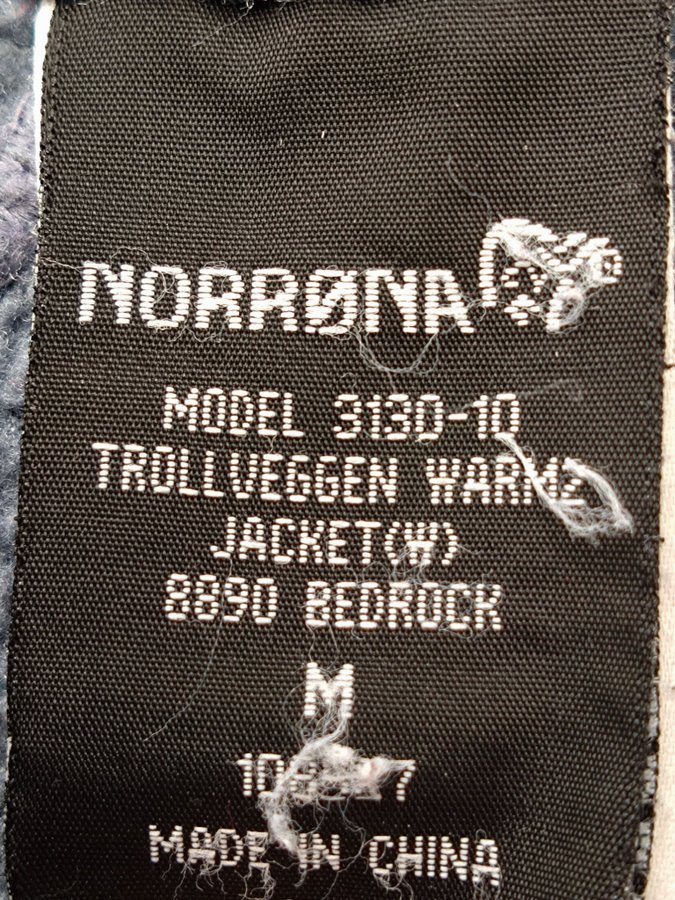 NORRØNA
MODEL 3130-10
TROLLVEGGEN WARM2
JACKET(W)
8890 BEDROCK
M
MADE IN CHINA